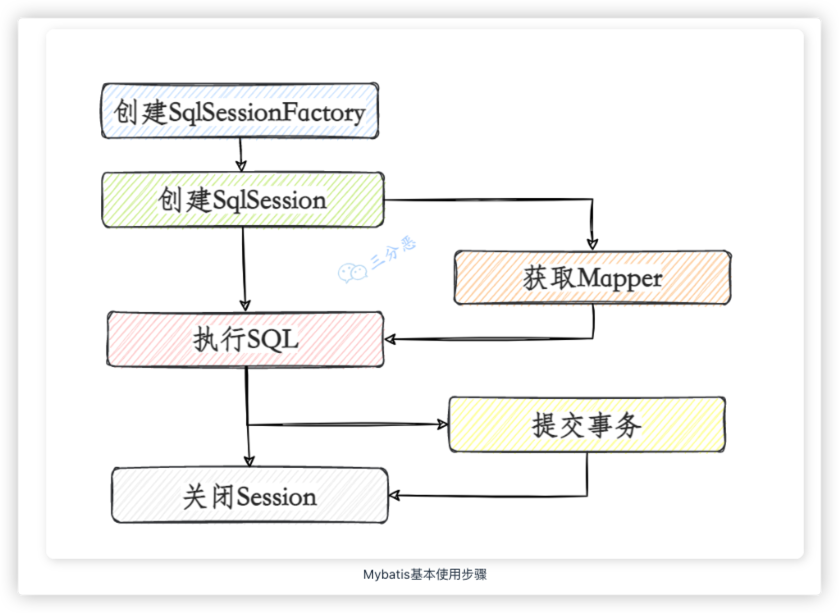 创建SqlSessionFactory
创建SqlSession
三分恶
获取Mapper
执行SQL
提交事务
关闭Session
Mybatis基本使用步骤